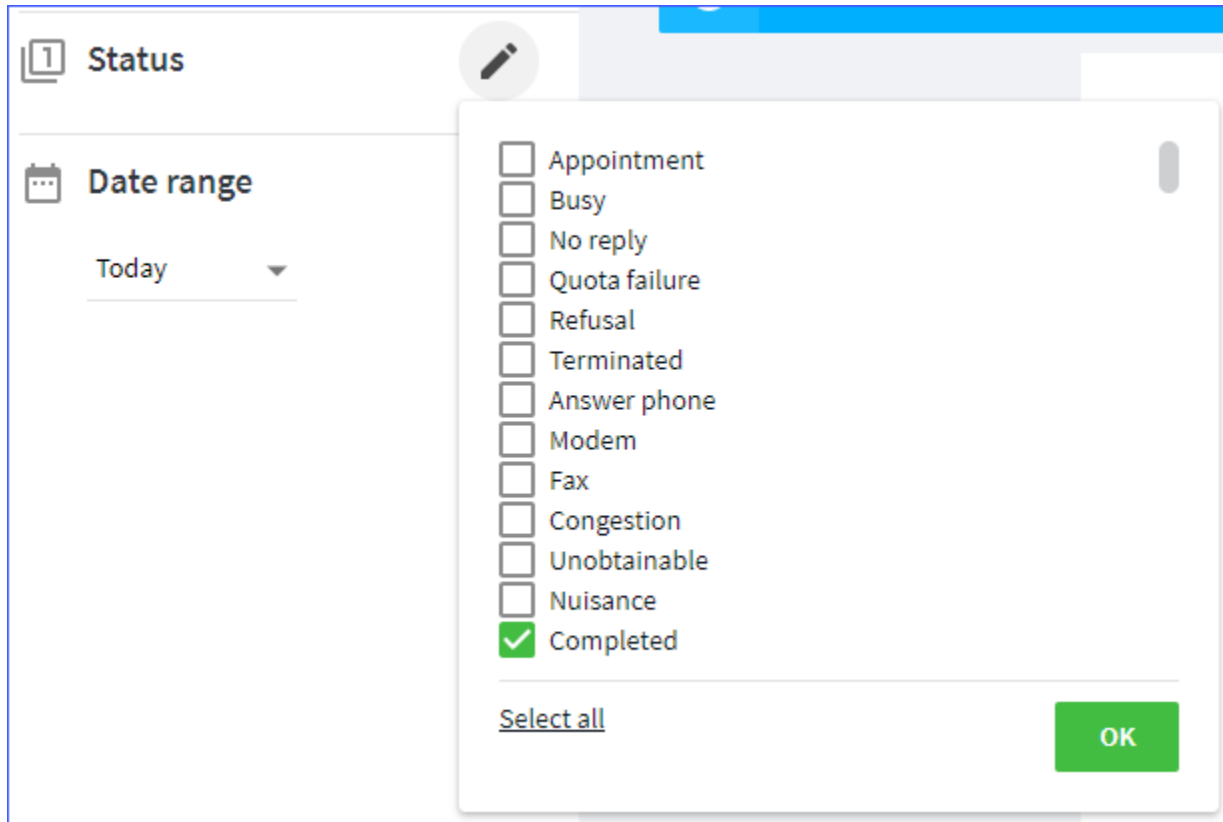 1 Status
Date range
Today
Appointment
Busy
No reply
Quota failure
Refusal
Terminated
Answer phone
Modem
Fax
Congestion
Unobtainable
Nuisance
Completed
Select all
OK